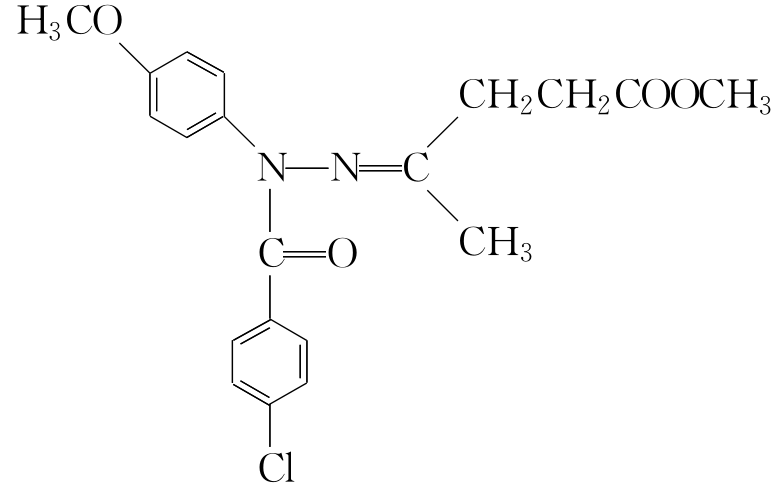 H₃CO
CH₂CH₂COOCH₃
N—N=C
CH₃
C=O
Cl